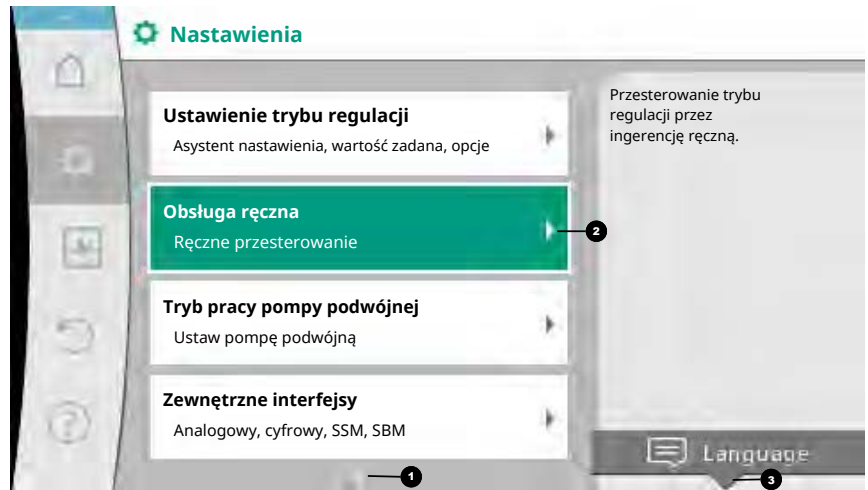 Nastawienia
Ustawienie trybu regulacji
Asystent nastawienia, wartość zadana, opcje
Obsługa ręczna
Ręczne przesterowanie
2
Tryb pracy pompy podwójnej
Ustaw pompę podwójną
Zewnętrzne interfejsy
Analogowy, cyfrowy, SSM, SBM
1
Przesterowanie trybu
regulacji przez
ingerencję ręczną.
Language
3